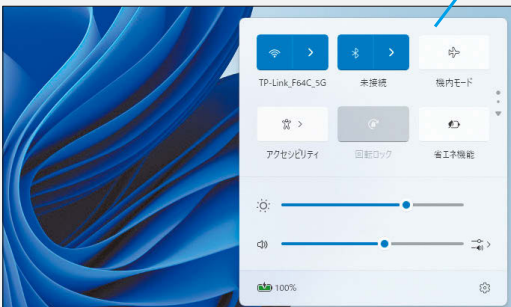 TP-Link_F64C_5G
未接続
機内モード
アクセシビリティ
回転ロック
省エネ機能
100%